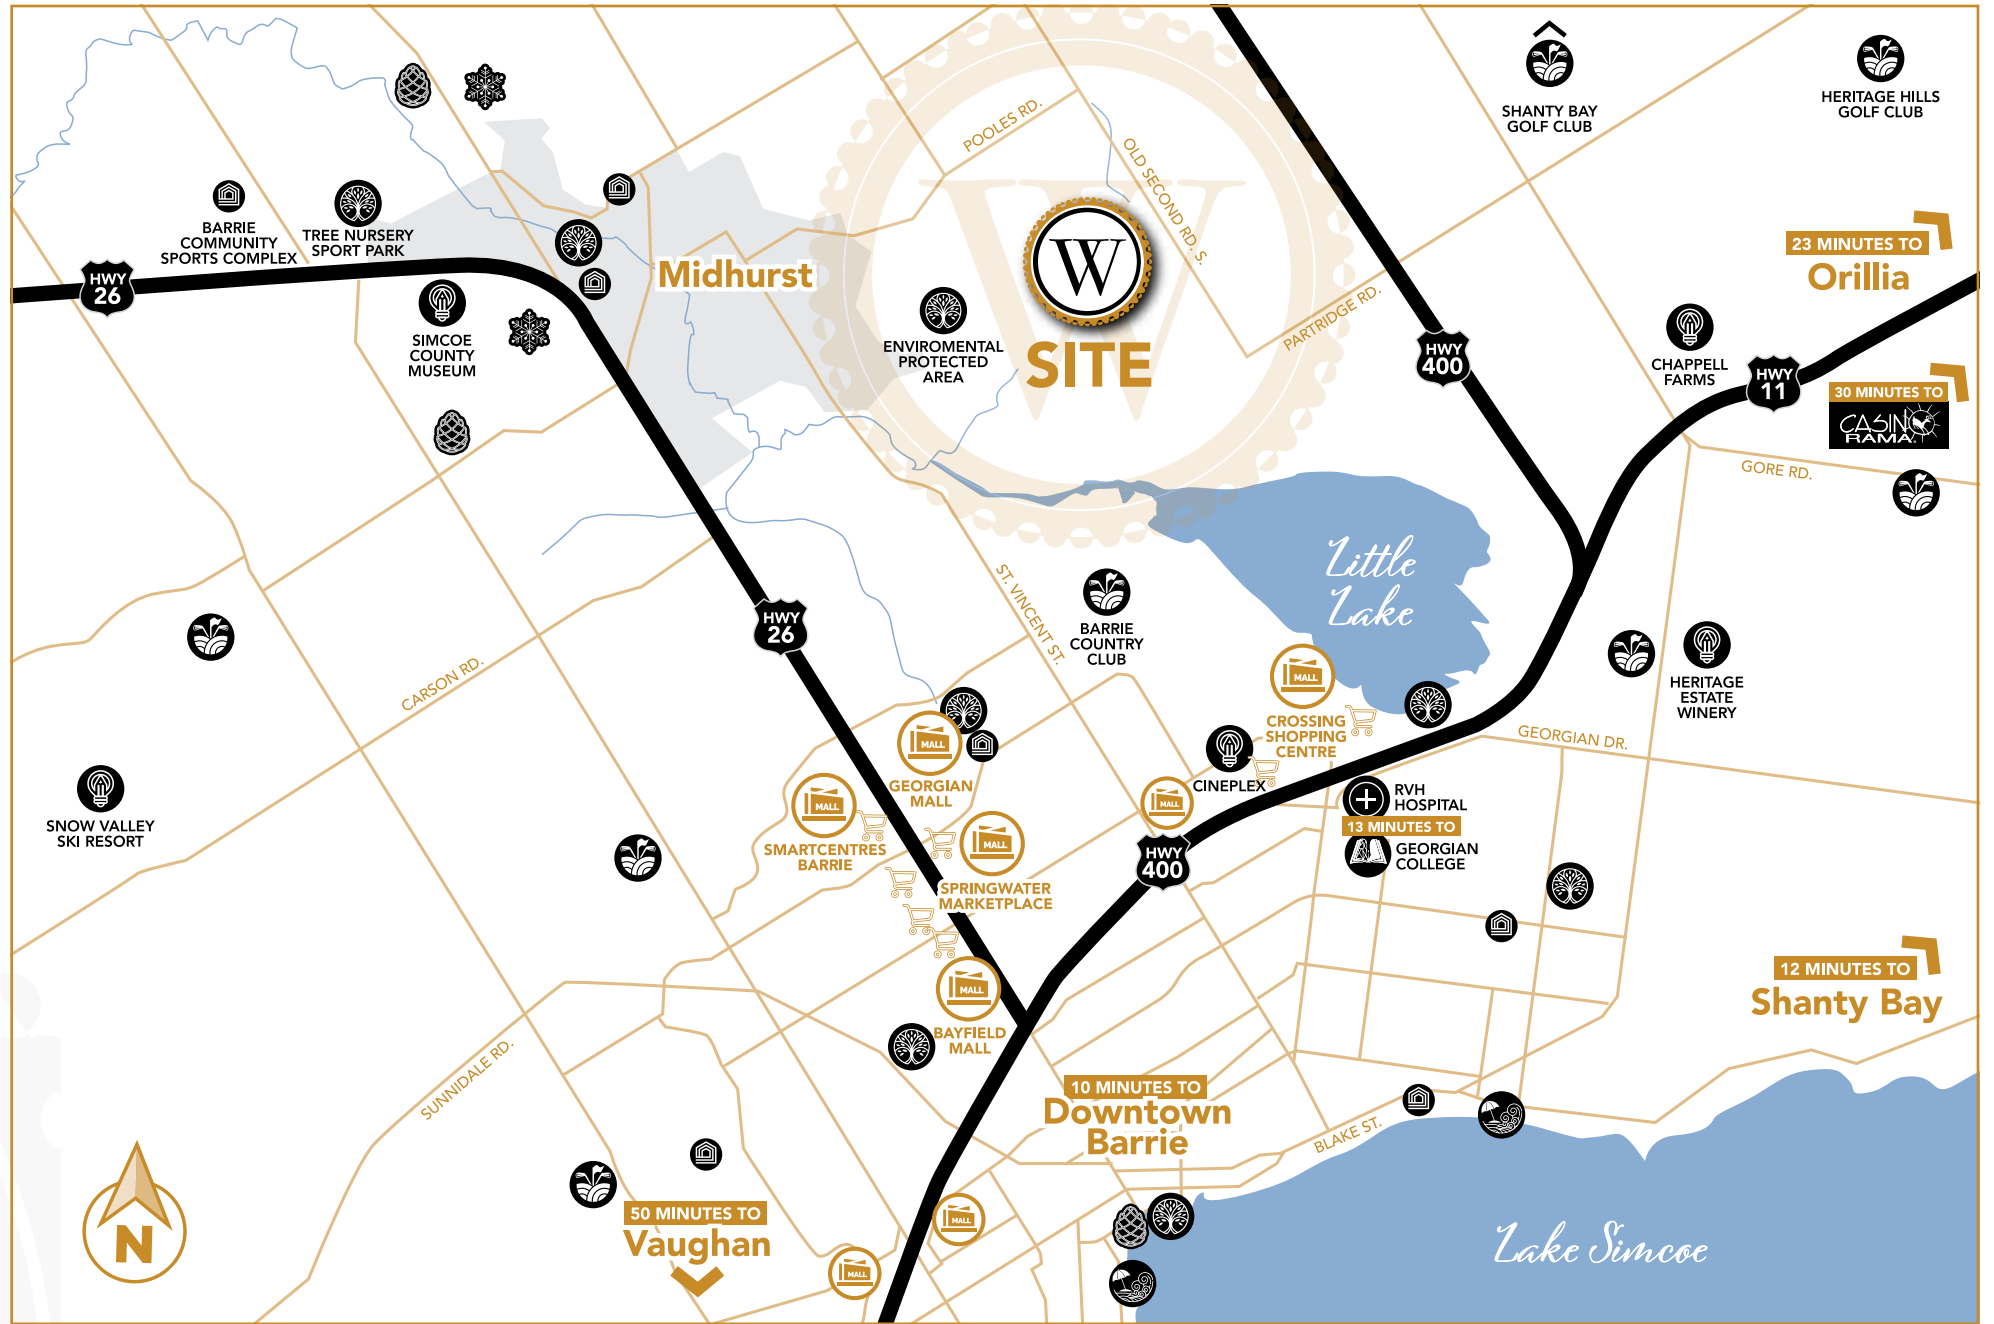 SHANTY BAY
GOLF CLUB
HERITAGE HILLS
GOLF CLUB
POOLES RD.
OLD SECOND RD. S.
BARRIE
COMMUNITY
SPORTS COMPLEX
TREE NURSERY
SPORT PARK
HWY
26
Midhurst
W
W
SITE
ENVIROMENTAL
PROTECTED
AREA
SIMCOE
COUNTY
MUSEUM
PARTRIDGE RD.
HWY
400
23 MINUTES TO
Orillia
CHAPPELL
FARMS
HWY
11
30 MINUTES TO
CASINO
RAMA
GORE RD.
Little
Lake
ST. VINCENT ST.
BARRIE
COUNTRY
CLUB
HWY
26
CARSON RD.
HERITAGE
ESTATE
WINERY
MALL
CROSSING
SHOPPING
CENTRE
GEORGIAN DR.
MALL
GEORGIAN
MALL
CINEPLEX
MALL
MALL
SMARTCENTRES
BARRIE
MALL
SPRINGWATER
MARKETPLACE
SNOW VALLEY
SKI RESORT
RVH
HOSPITAL
13 MINUTES TO
GEORGIAN
COLLEGE
HWY
400
12 MINUTES TO
Shanty Bay
MALL
BAYFIELD
MALL
SUNNIDALE RD.
10 MINUTES TO
Downtown
Barrie
BLAKE ST.
50 MINUTES TO
Vaughan
MALL
MALL
Lake Simcoe
N